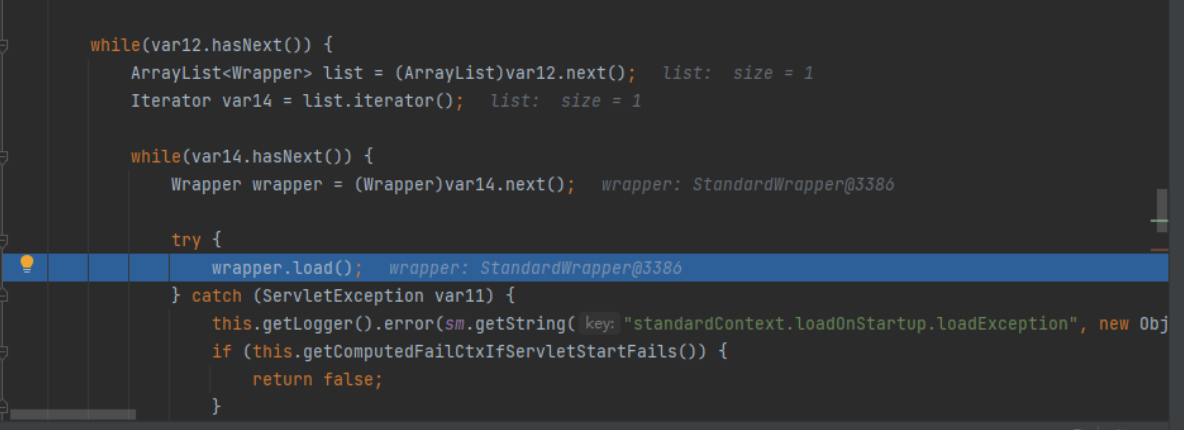 while(var12.hasNext()) {
ArrayList<Wrapper> list = (ArrayList)var12.next(); list: size = 1
Iterator var14 = list.iterator(); list: size = 1
while(var14.hasNext()) {
Wrapper wrapper = (Wrapper)var14.next(); wrapper: StandardWrapper@3386
try {
wrapper.load(); wrapper: StandardWrapper@3386
} catch (ServletException var11) {
this.getLogger().error(sm.getString( key: "standardContext.loadOnStartup.loadException", new Obj
if (this.getComputedFailCtxIfServletStartFails()) {
return false;
}